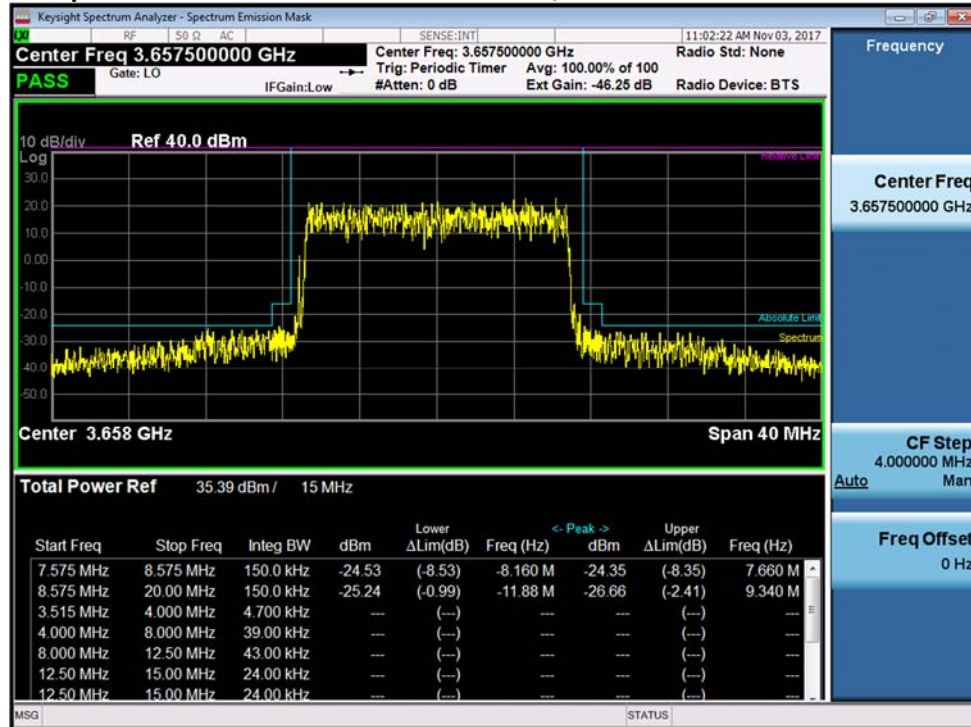 Keysight Spectrum Analyzer - Spectrum Emission Mask
LXI RF 50 Ω AC SENSE:INT 11:02:22 AM Nov 03, 2017
Center Freq 3.657500000 GHz Center Freq: 3.657500000 GHz Radio Std: None
PASS Gate: LO Trig: Periodic Timer Avg: 100.00% of 100
IFGain:Low #Atten: 0 dB Ext Gain: -46.25 dB Radio Device: BTS
10 dB/div Ref 40.0 dBm
Log
Relative Limit
30.0
20.0
10.0
0.00
-10.0
-20.0
Absolute Limit
-30.0
Spectrum
-40.0
-50.0
Center 3.658 GHz Span 40 MHz
Total Power Ref 35.39 dBm / 15 MHz
Lower <- Peak -> Upper
Start Freq Stop Freq Integ BW dBm ΔLim(dB) Freq (Hz) dBm ΔLim(dB) Freq (Hz)
7.575 MHz 8.575 MHz 150.0 kHz -24.53 (-8.53) -8.160 M -24.35 (-8.35) 7.660 M
8.575 MHz 20.00 MHz 150.0 kHz -25.24 (-0.99) -11.88 M -26.66 (-2.41) 9.340 M
3.515 MHz 4.000 MHz 4.700 kHz --- (---) --- --- (---) ---
4.000 MHz 8.000 MHz 39.00 kHz --- (---) --- --- (---) ---
8.000 MHz 12.50 MHz 43.00 kHz --- (---) --- --- (---) ---
12.50 MHz 15.00 MHz 24.00 kHz --- (---) --- --- (---) ---
12.50 MHz 15.00 MHz 24.00 kHz --- (---) --- --- (---) ---
MSG STATUS
Frequency
Center Freq
3.657500000 GHz
CF Step
4.000000 MHz
Auto Man
Freq Offset
0 Hz